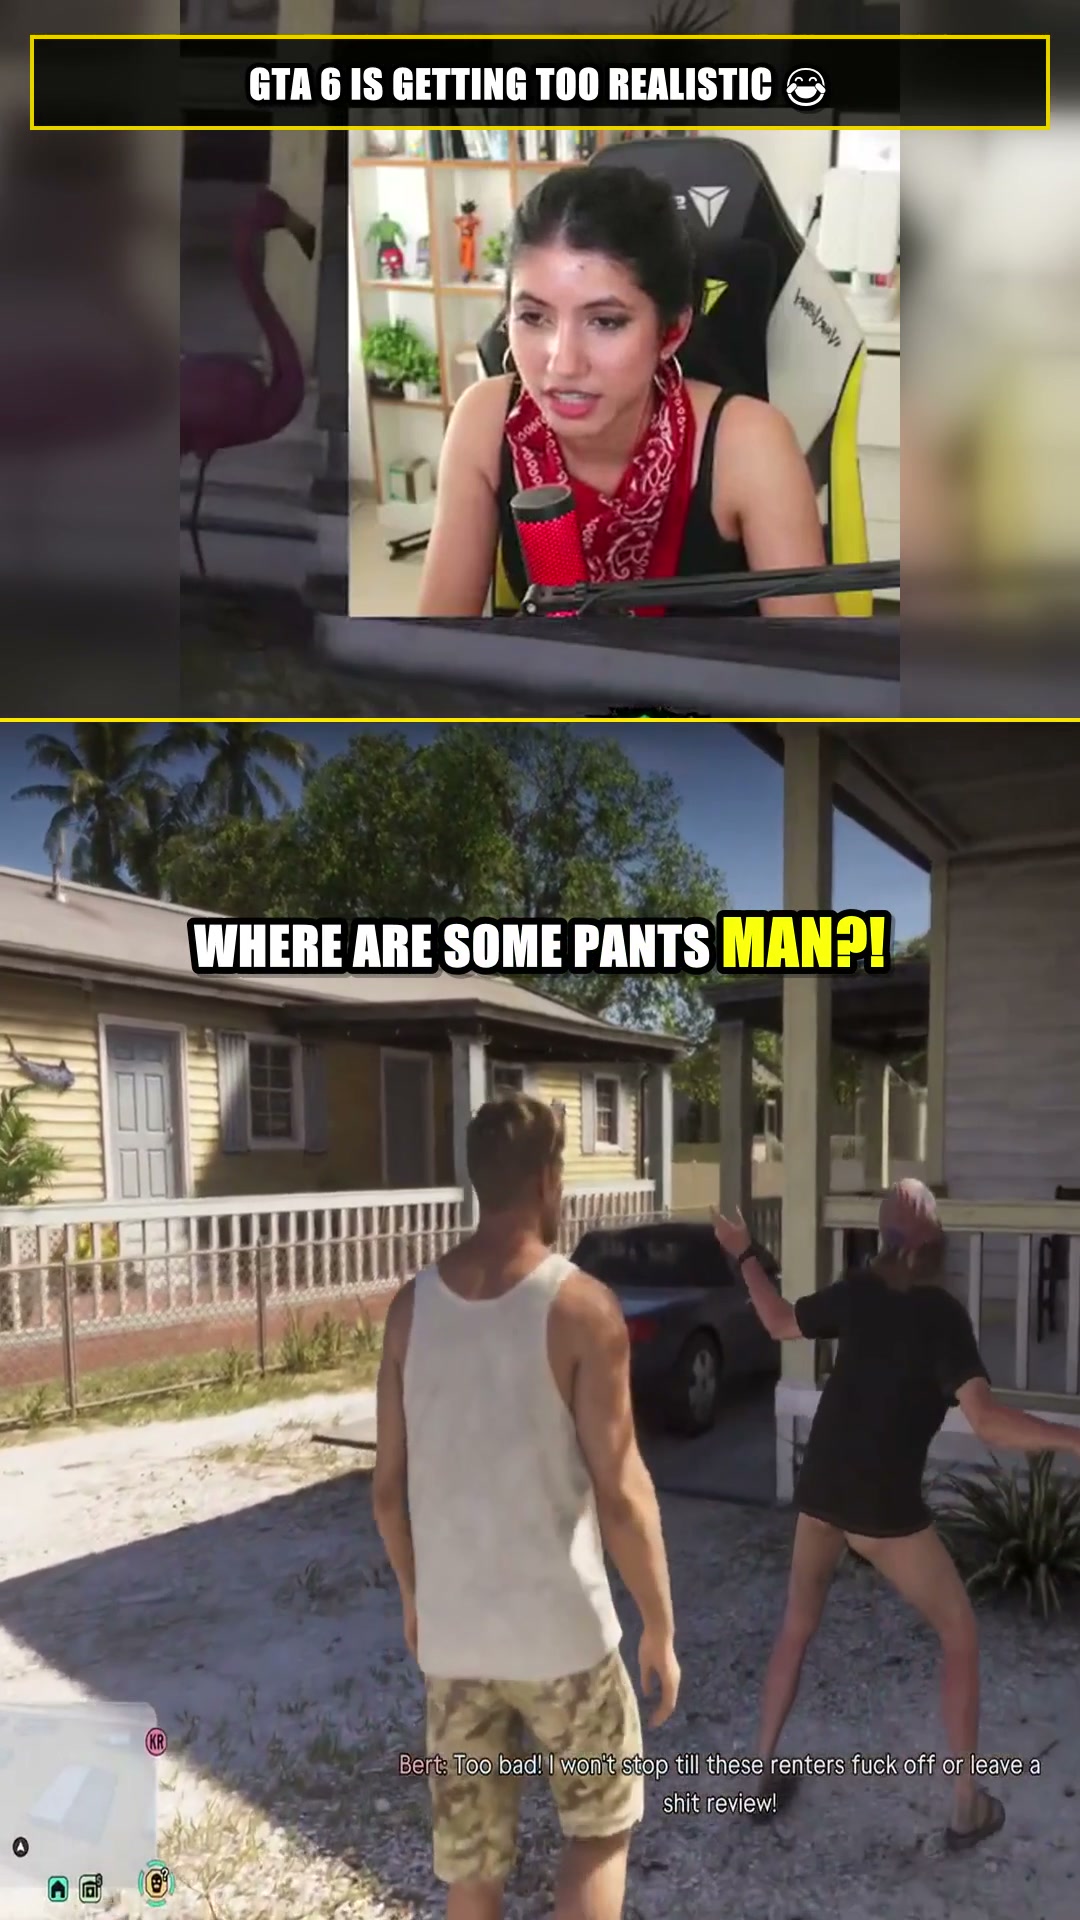 GTA 6 IS GETTING TOO REALISTIC 😂
WHERE ARE SOME PANTS MAN?!
KR
Bert: Too bad! I won't stop till these renters fuck off or leave a
shit review!